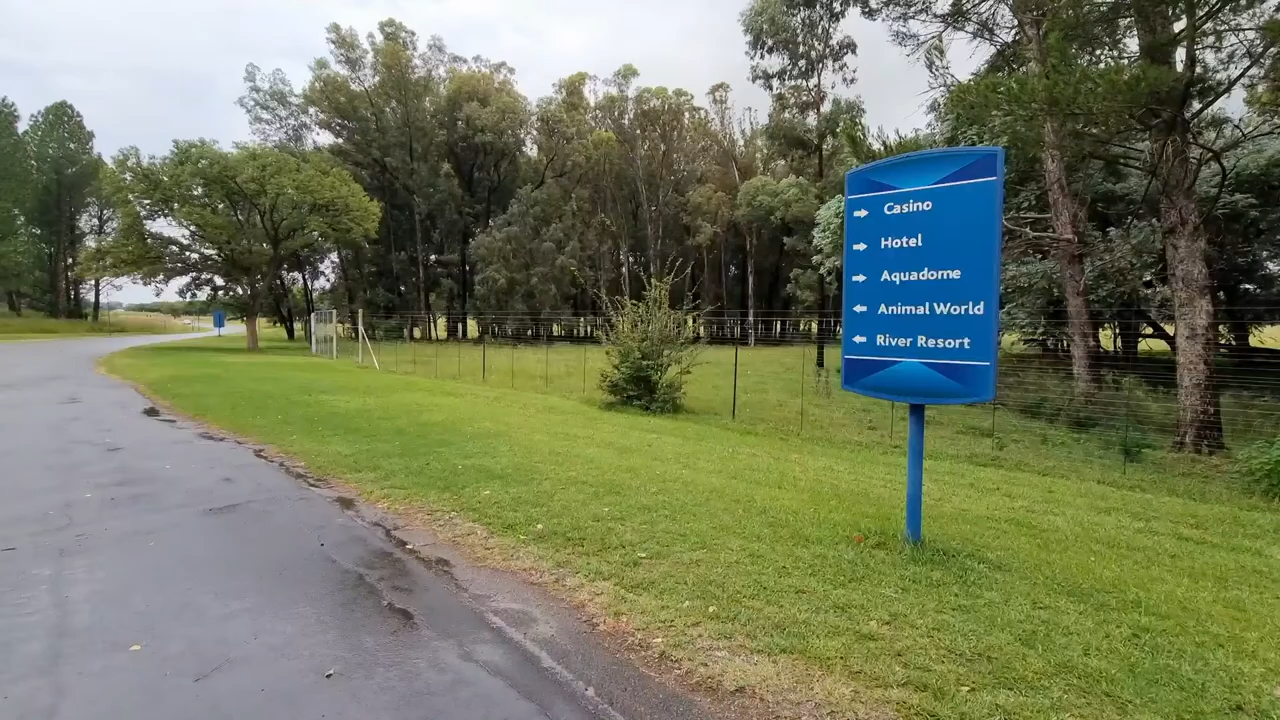 Casino
Hotel
Aquadome
Animal World
River Resort